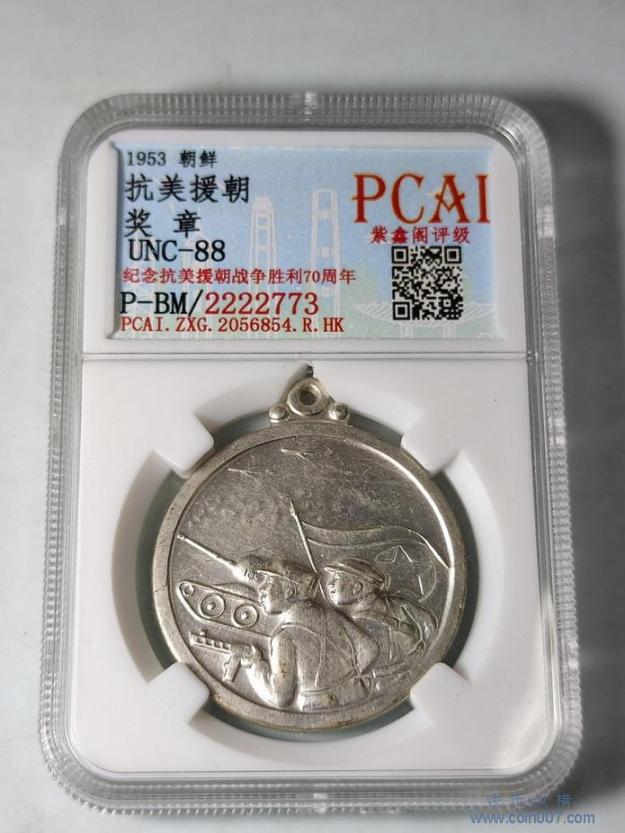 1953 朝鲜
抗美援朝
奖 章
UNC-88
纪念抗美援朝战争胜利70周年
P-BM/2222773
PCAI.ZXG.2056854.R.HK
PCAI
紫鑫阁评级
www.coin007.com